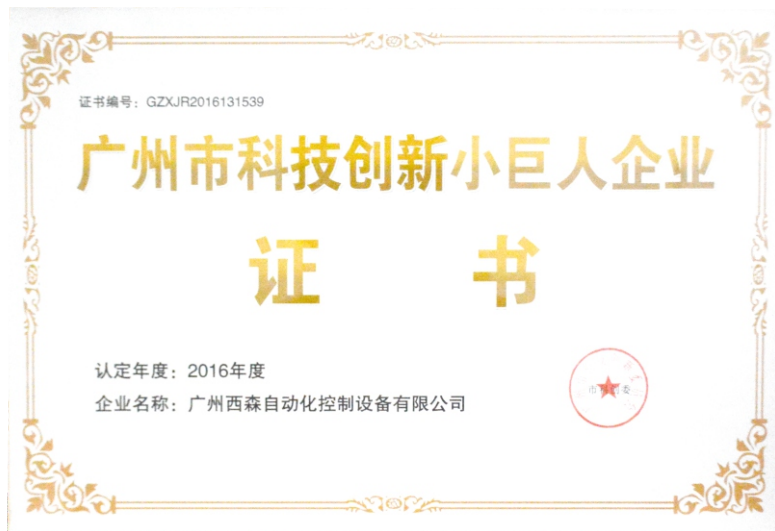 证书编号：GZXJR2016131539
广州市科技创新小巨人企业
证 书
认定年度：2016年度
企业名称：广州西森自动化控制设备有限公司